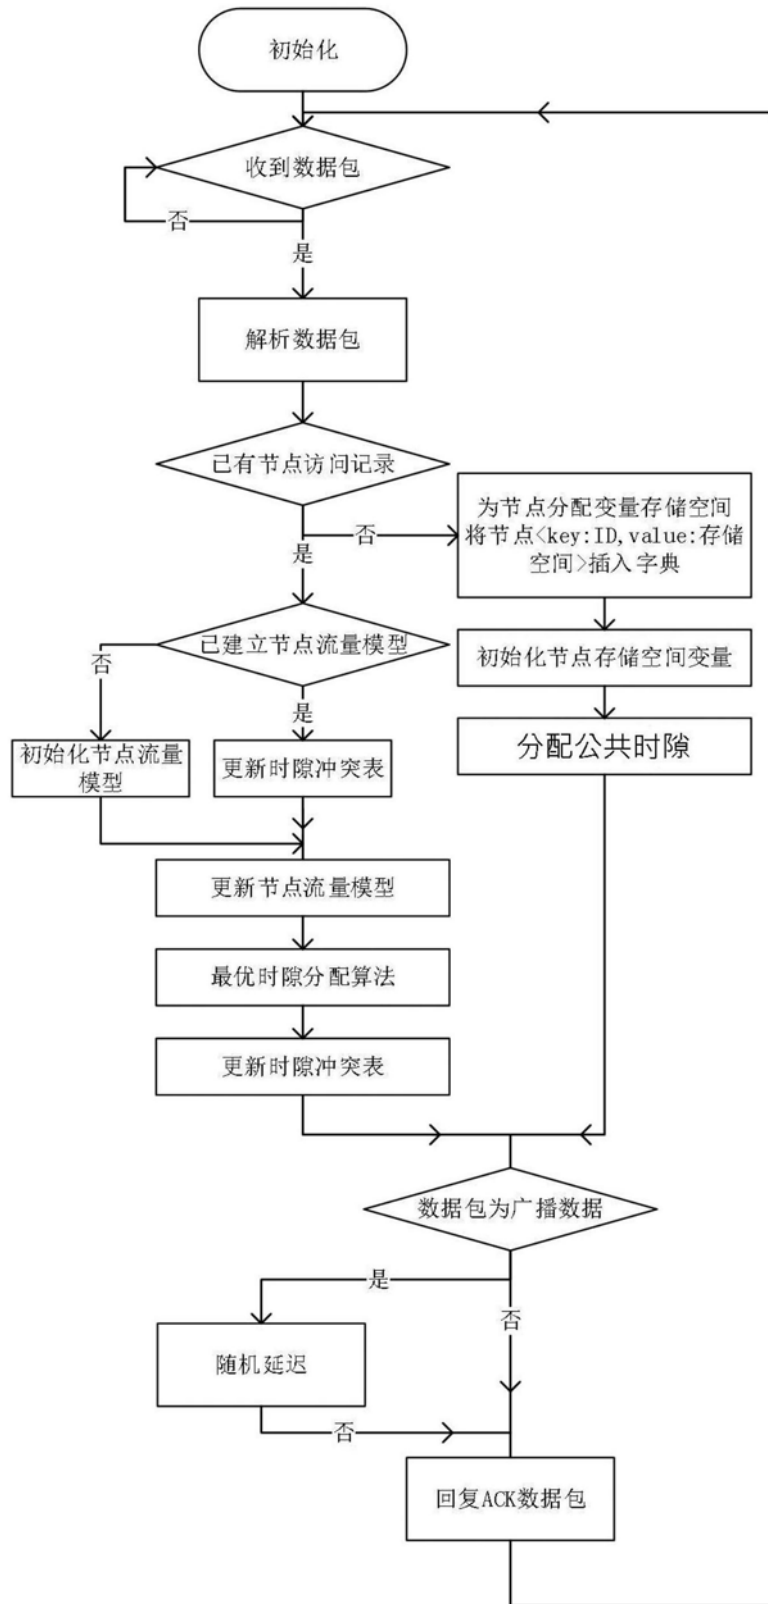 初始化
收到数据包
否
是
解析数据包
已有节点访问记录
否
是
为节点分配变量存储空间
将节点<key:ID,value:存储
空间>插入字典
已建立节点流量模型
初始化节点存储空间变量
否
是
分配公共时隙
初始化节点流量
模型
更新时隙冲突表
更新节点流量模型
最优时隙分配算法
更新时隙冲突表
数据包为广播数据
是
否
随机延迟
否
回复ACK数据包